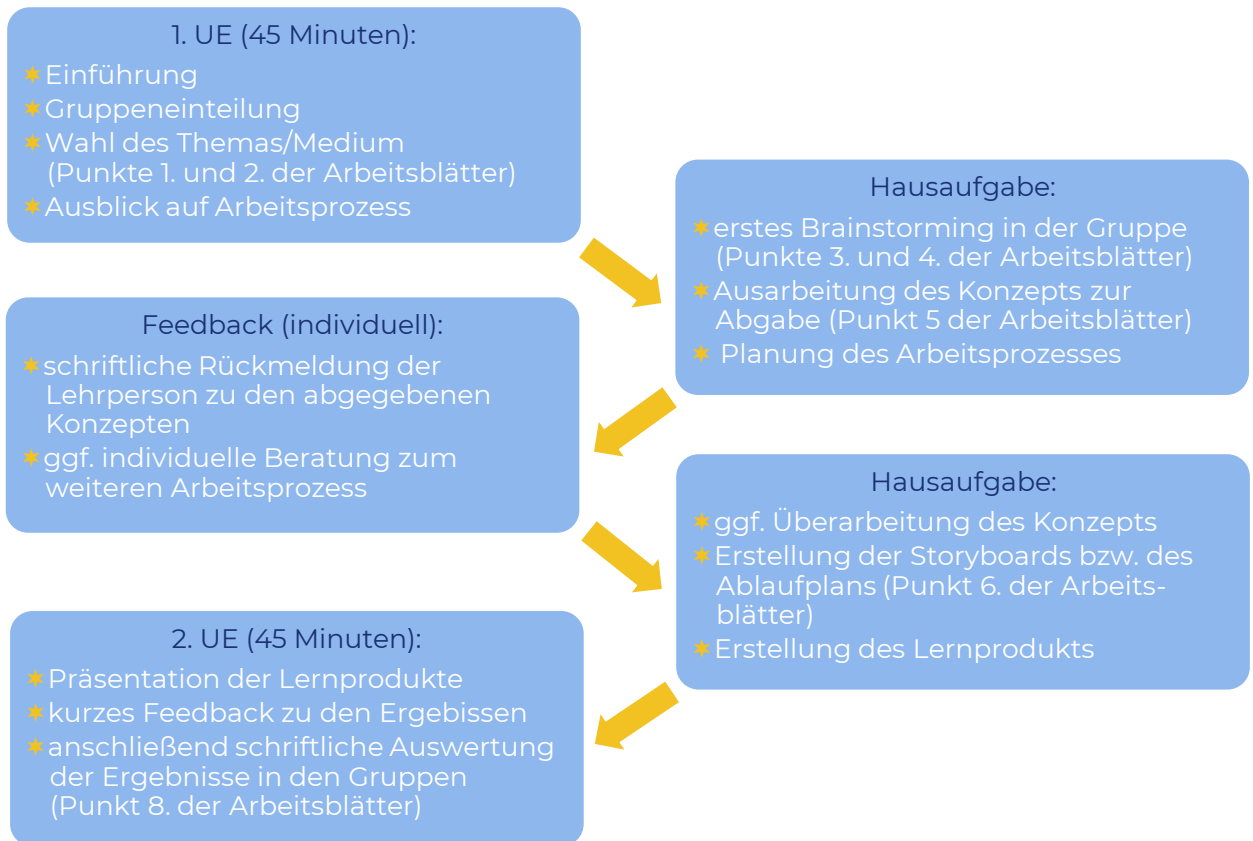 1. UE (45 Minuten):
Einführung
Gruppeneinteilung
Wahl des Themas/Medium
(Punkte 1. und 2. der Arbeitsblätter)
Ausblick auf Arbeitsprozess
Hausaufgabe:
erstes Brainstorming in der Gruppe
(Punkte 3. und 4. der Arbeitsblätter)
Ausarbeitung des Konzepts zur
Abgabe (Punkt 5 der Arbeitsblätter)
Planung des Arbeitsprozesses
Feedback (individuell):
schriftliche Rückmeldung der
Lehrperson zu den abgegebenen
Konzepten
ggf. individuelle Beratung zum
weiteren Arbeitsprozess
Hausaufgabe:
ggf. Überarbeitung des Konzepts
Erstellung der Storyboards bzw. des
Ablaufplans (Punkt 6. der Arbeits-
blätter)
Erstellung des Lernprodukts
2. UE (45 Minuten):
Präsentation der Lernprodukte
kurzes Feedback zu den Ergebissen
anschließend schriftliche Auswertung
der Ergebnisse in den Gruppen
(Punkt 8. der Arbeitsblätter)